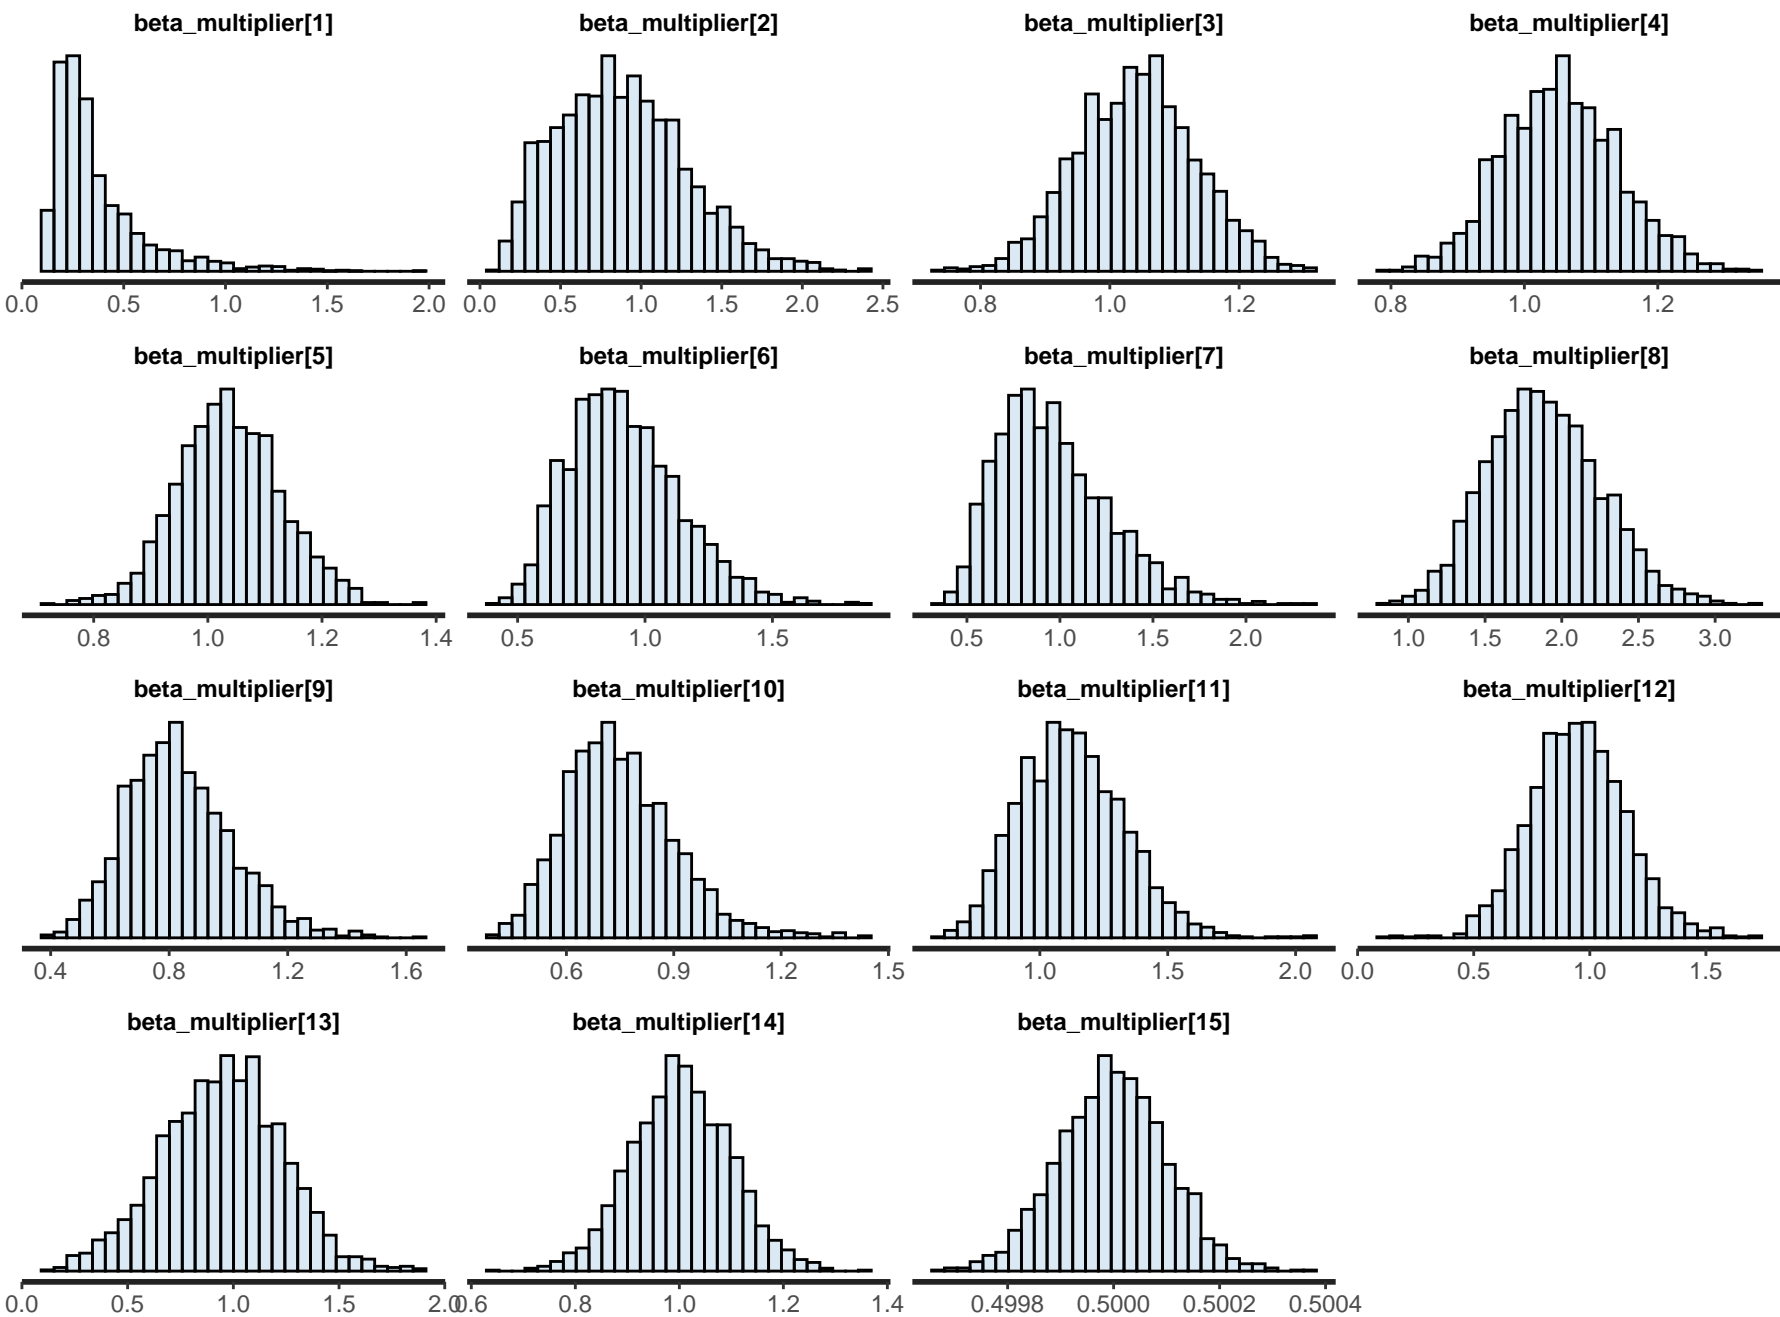 beta_multiplier[1] beta_multiplier[2] beta_multiplier[3] beta_multiplier[4]
0.0 0.5 1.0 1.5 2.0 0.0 0.5 1.0 1.5 2.0 2.5 0.8 1.0 1.2 0.8 1.0 1.2
beta_multiplier[5] beta_multiplier[6] beta_multiplier[7] beta_multiplier[8]
0.8 1.0 1.2 1.4 0.5 1.0 1.5 0.5 1.0 1.5 2.0 1.0 1.5 2.0 2.5 3.0
beta_multiplier[9] beta_multiplier[10] beta_multiplier[11] beta_multiplier[12]
0.4 0.8 1.2 1.6 0.6 0.9 1.2 1.5 1.0 1.5 2.0 0.0 0.5 1.0 1.5
beta_multiplier[13] beta_multiplier[14] beta_multiplier[15]
0.0 0.5 1.0 1.5 2.0 0.6 0.8 1.0 1.2 1.4 0.4998 0.5000 0.5002 0.5004